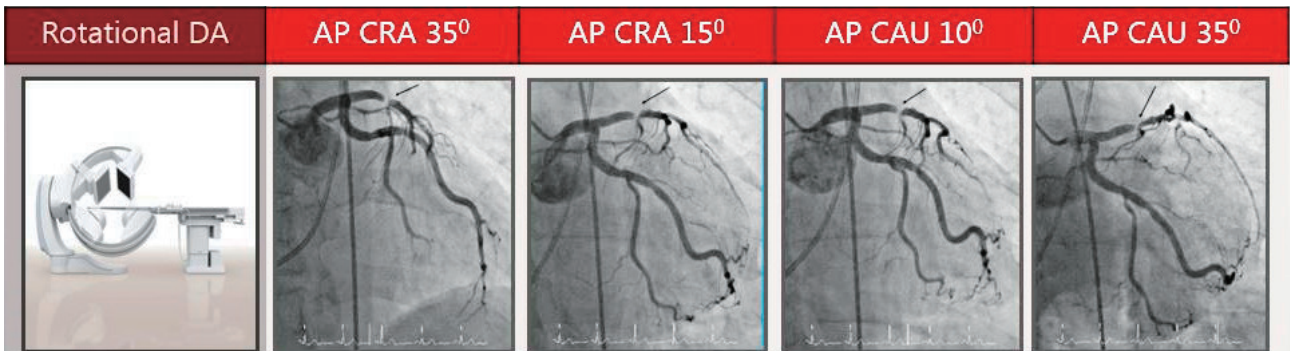 Rotational DA
AP CRA 35⁰
AP CRA 15⁰
AP CAU 10⁰
AP CAU 35⁰